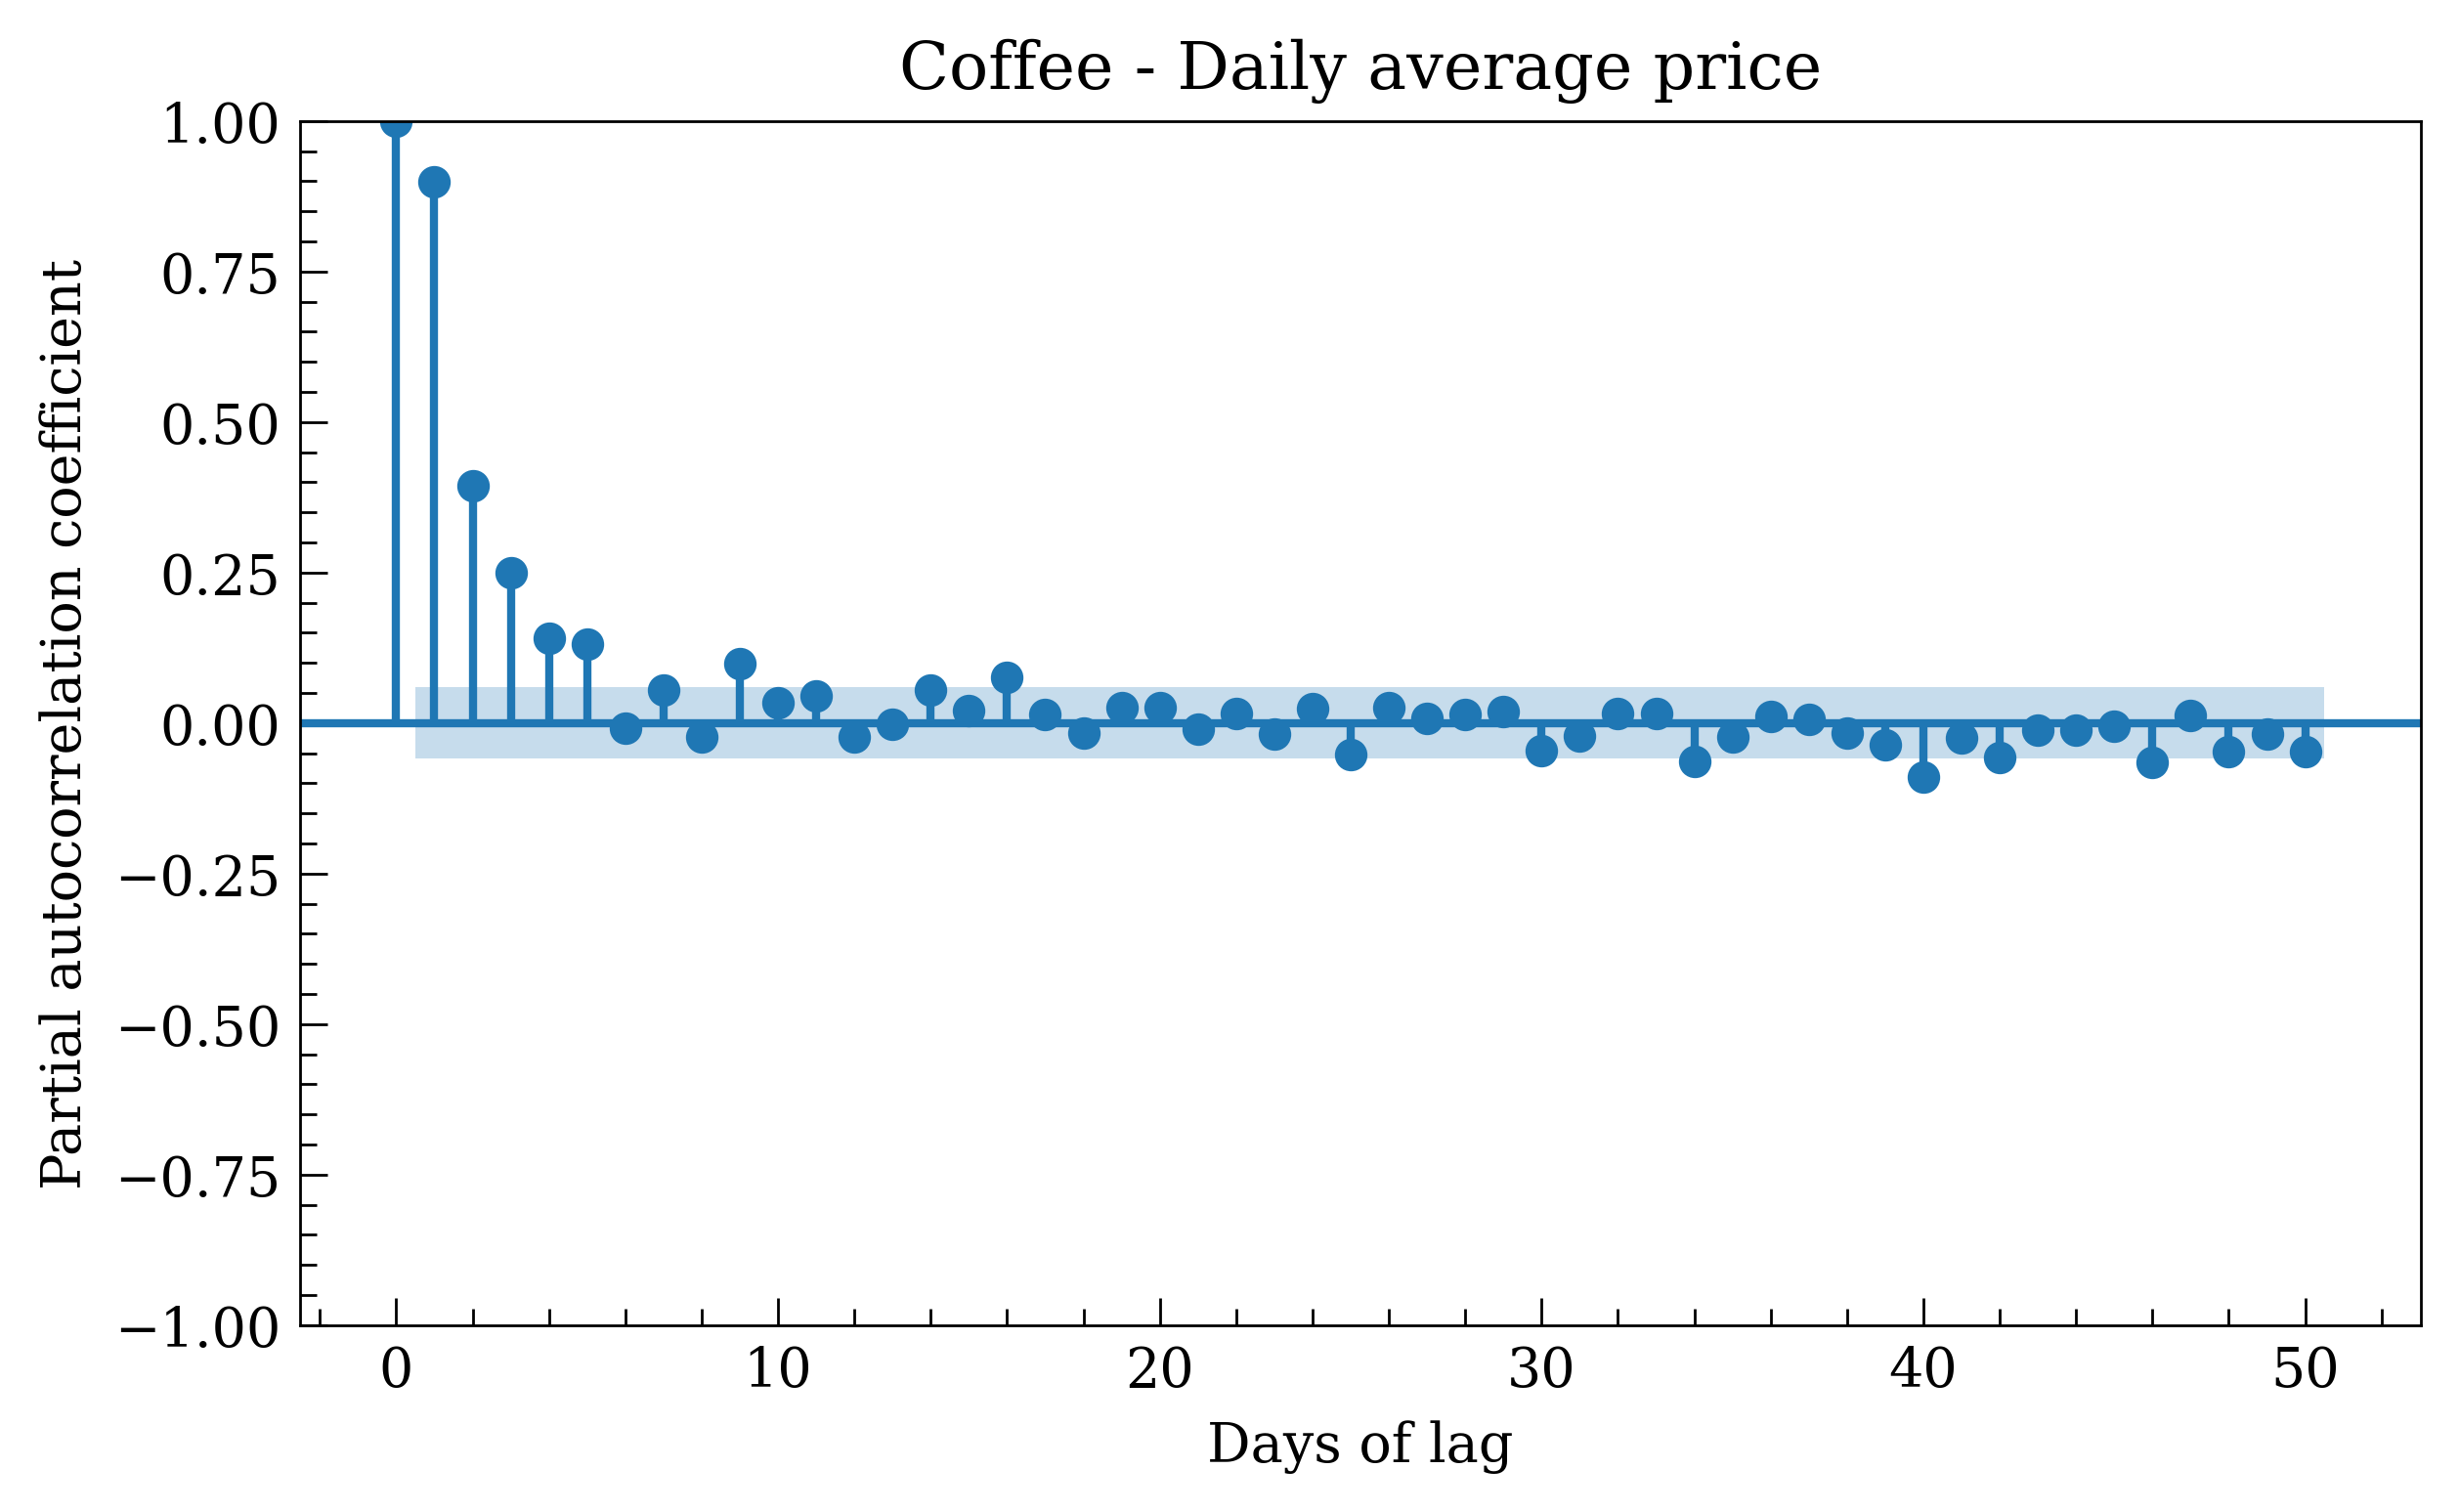 Coffee - Daily average price
Partial autocorrelation coefficient
1.00
0.75
0.50
0.25
0.00
−0.25
−0.50
−0.75
−1.00
0 10 20 30 40 50
Days of lag